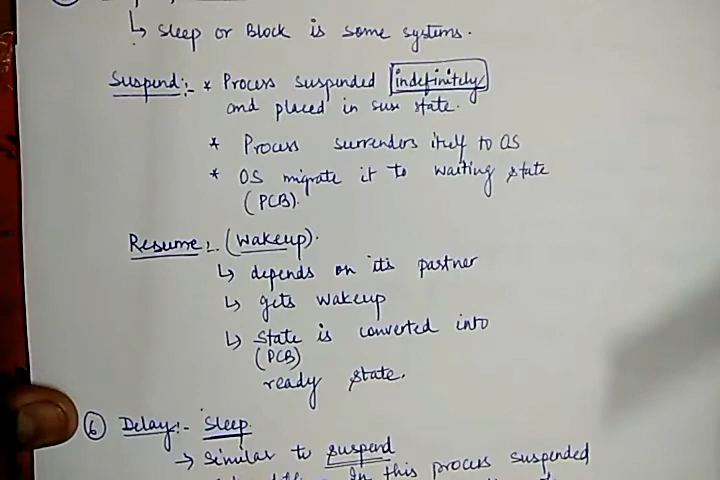 ↳ Sleep or Block is some systems.
Suspend:- * Process suspended indefinitely
and placed in sus state.
* Process surrenders itself to OS
* OS migrate it to waiting state
(PCB).
Resume:. (Wakeup).
↳ depends on its partner
↳ gets wakeup
↳ State is converted into
(PCB)
ready state.
⑥ Delay:- Sleep.
→ Similar to suspend
In this process suspended